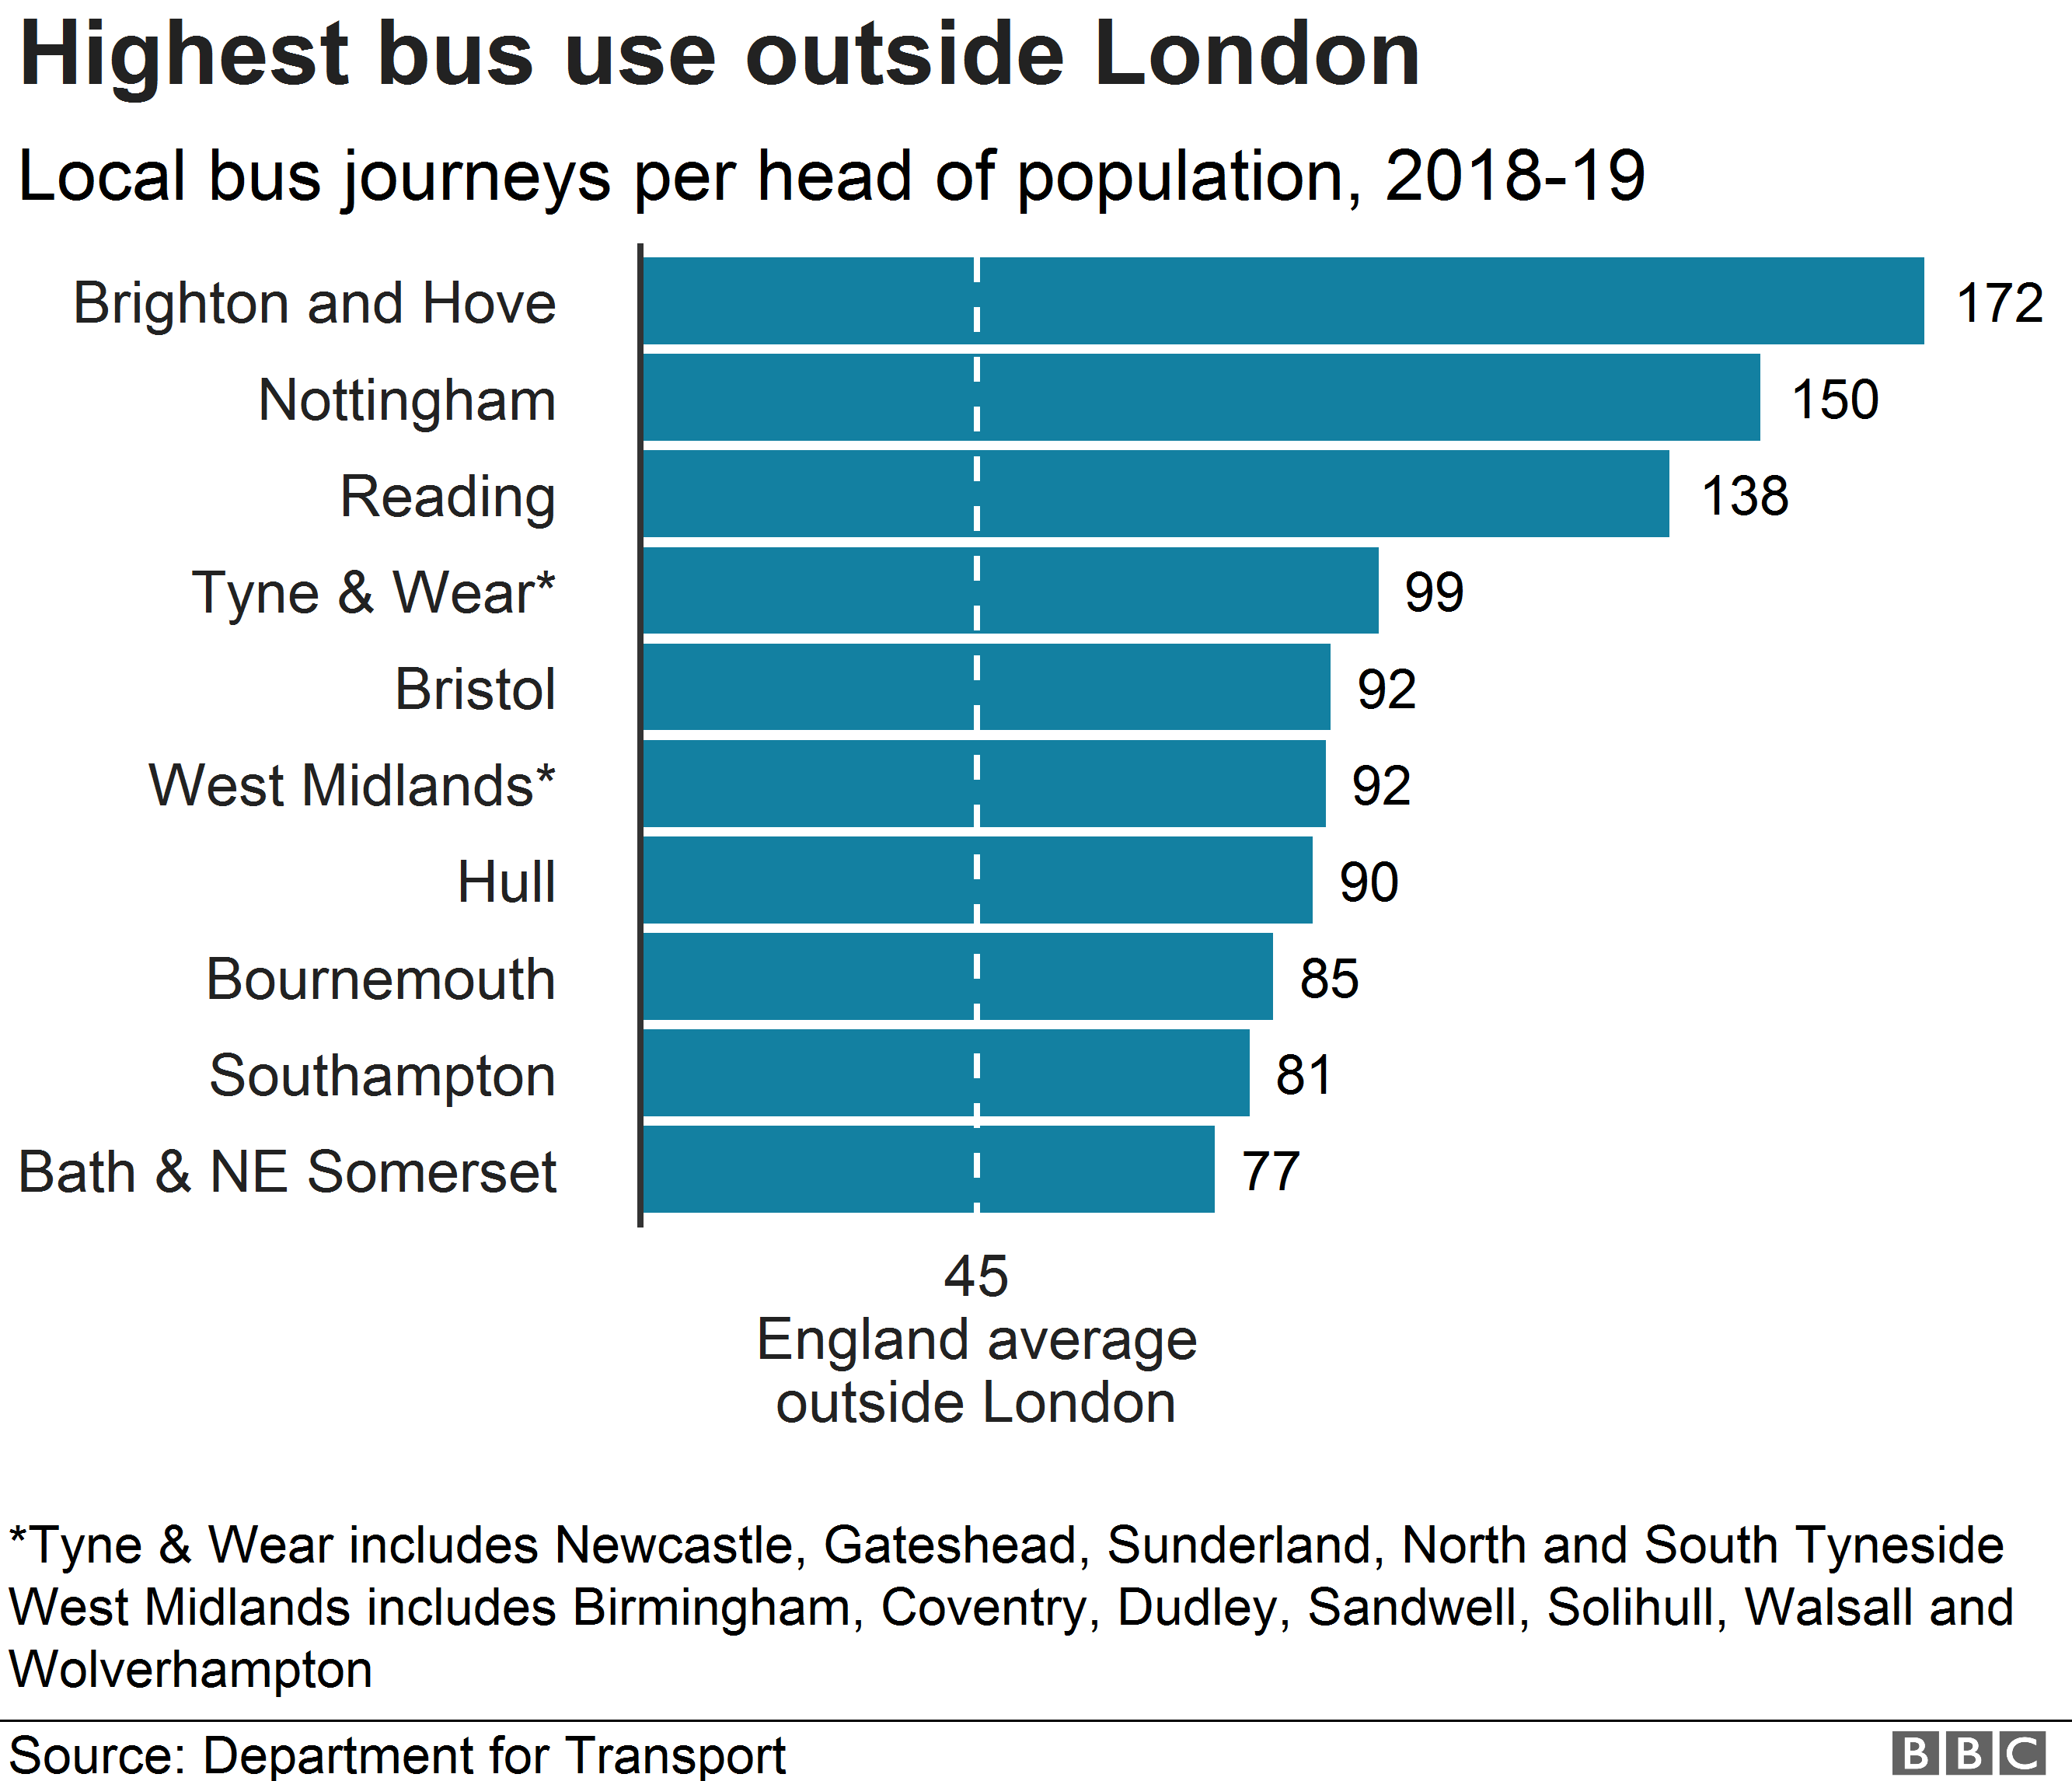 Highest bus use outside London
Local bus journeys per head of population, 2018-19
Brighton and Hove 172
Nottingham 150
Reading 138
Tyne & Wear* 99
Bristol 92
West Midlands* 92
Hull 90
Bournemouth 85
Southampton 81
Bath & NE Somerset 77
45
England average
outside London
*Tyne & Wear includes Newcastle, Gateshead, Sunderland, North and South Tyneside
West Midlands includes Birmingham, Coventry, Dudley, Sandwell, Solihull, Walsall and
Wolverhampton
Source: Department for Transport BBC